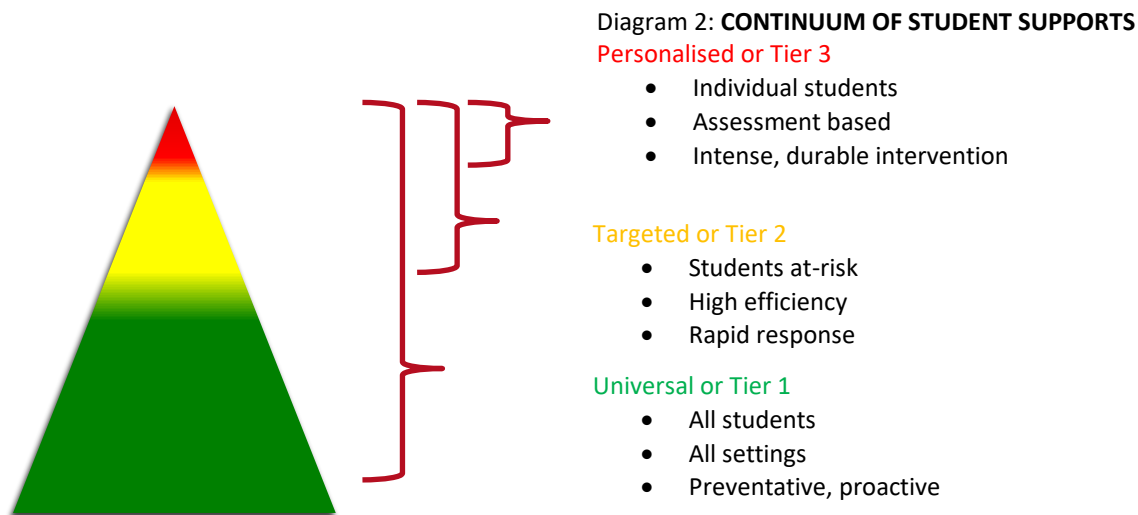 Diagram 2: CONTINUUM OF STUDENT SUPPORTS
Personalised or Tier 3
• Individual students
• Assessment based
• Intense, durable intervention
Targeted or Tier 2
• Students at-risk
• High efficiency
• Rapid response
Universal or Tier 1
• All students
• All settings
• Preventative, proactive